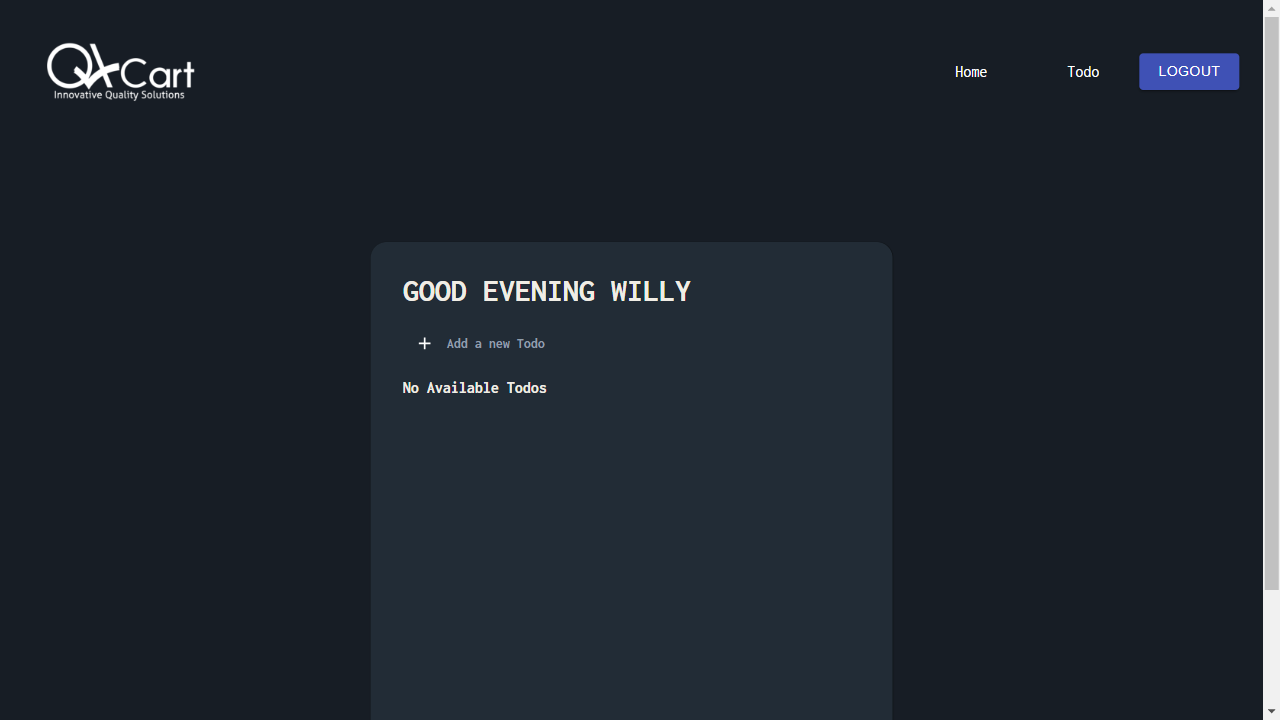 QACart
Innovative Quality Solutions
Home
Todo
LOGOUT
GOOD EVENING WILLY
Add a new Todo
No Available Todos